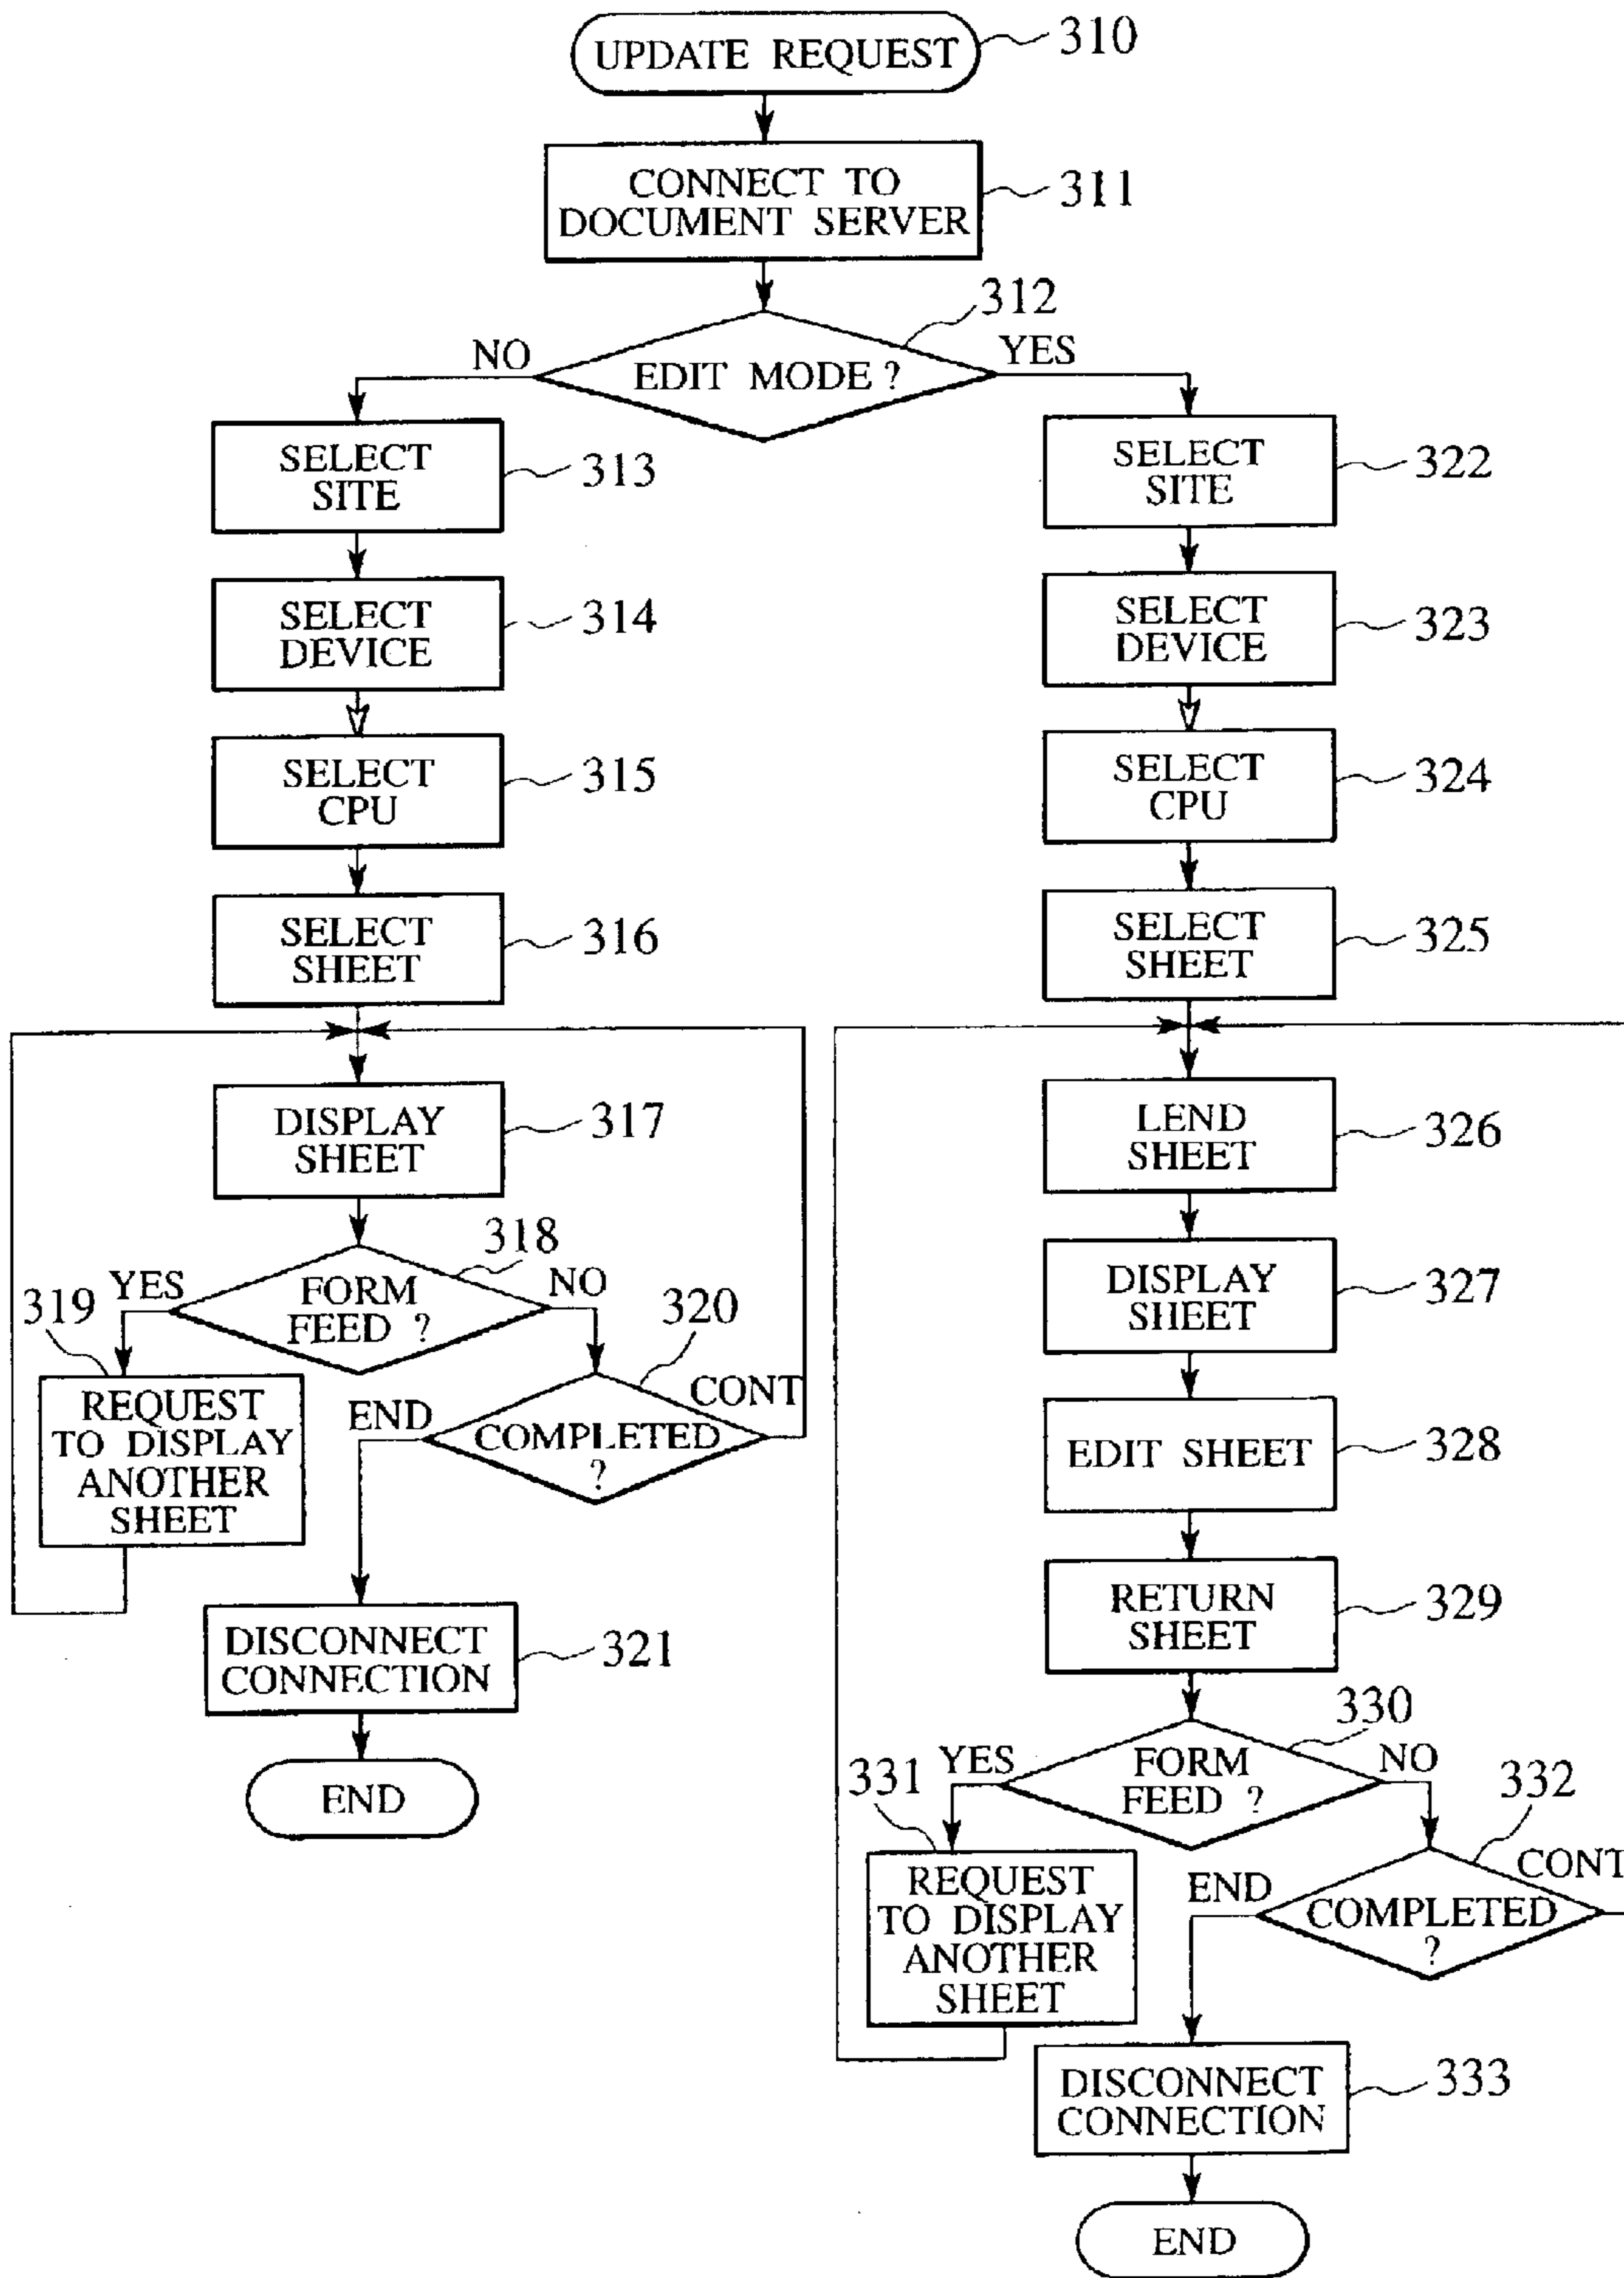 UPDATE REQUEST
310
CONNECT TO
DOCUMENT SERVER
311
312
EDIT MODE ?
NO
YES
SELECT
SITE
313
SELECT
DEVICE
314
SELECT
CPU
315
SELECT
SHEET
316
DISPLAY
SHEET
317
318
FORM
FEED ?
YES
NO
319
REQUEST
TO DISPLAY
ANOTHER
SHEET
320
COMPLETED
?
END
CONT
DISCONNECT
CONNECTION
321
END
SELECT
SITE
322
SELECT
DEVICE
323
SELECT
CPU
324
SELECT
SHEET
325
LEND
SHEET
326
DISPLAY
SHEET
327
EDIT SHEET
328
RETURN
SHEET
329
330
FORM
FEED ?
YES
NO
331
REQUEST
TO DISPLAY
ANOTHER
SHEET
332
COMPLETED
?
END
CONT
DISCONNECT
CONNECTION
333
END